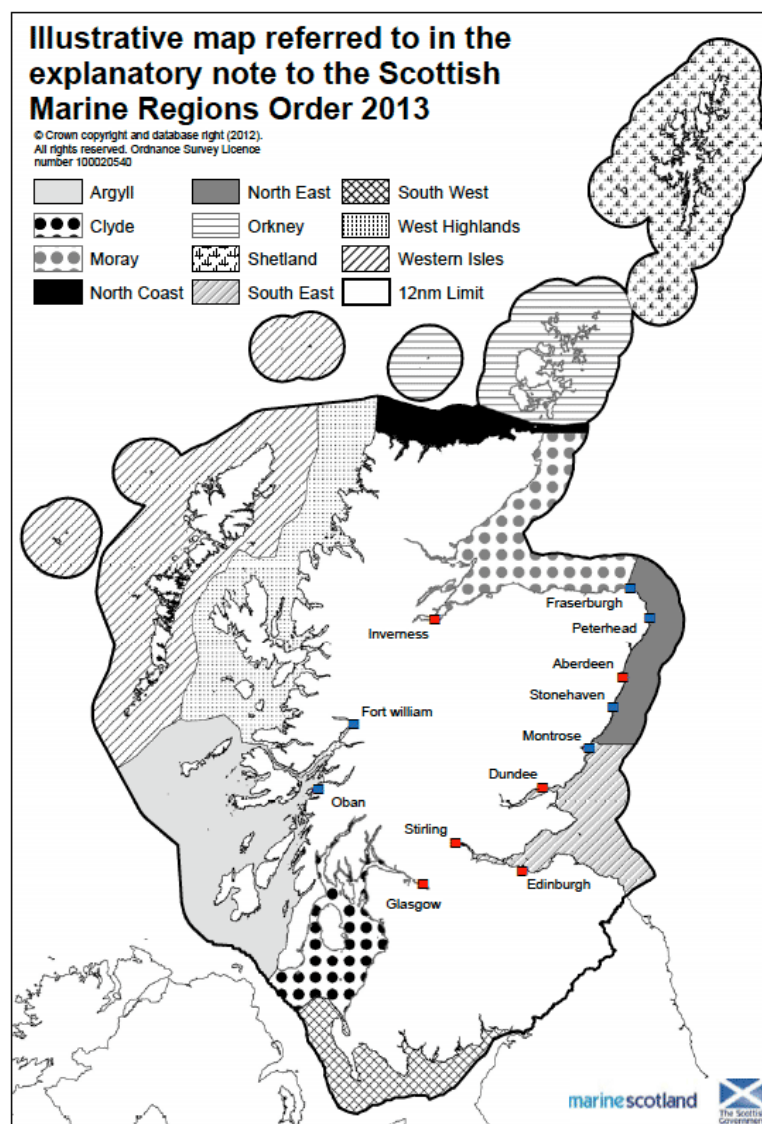 Illustrative map referred to in the
explanatory note to the Scottish
Marine Regions Order 2013
© Crown copyright and database right (2012).
All rights reserved. Ordnance Survey Licence
number 100020540
Argyll
North East
South West
Clyde
Orkney
West Highlands
Moray
Shetland
Western Isles
North Coast
South East
12nm Limit
Fraserburgh
Peterhead
Inverness
Aberdeen
Stonehaven
Fort william
Montrose
Dundee
Oban
Stirling
Edinburgh
Glasgow
marinescotland
The Scottish
Government